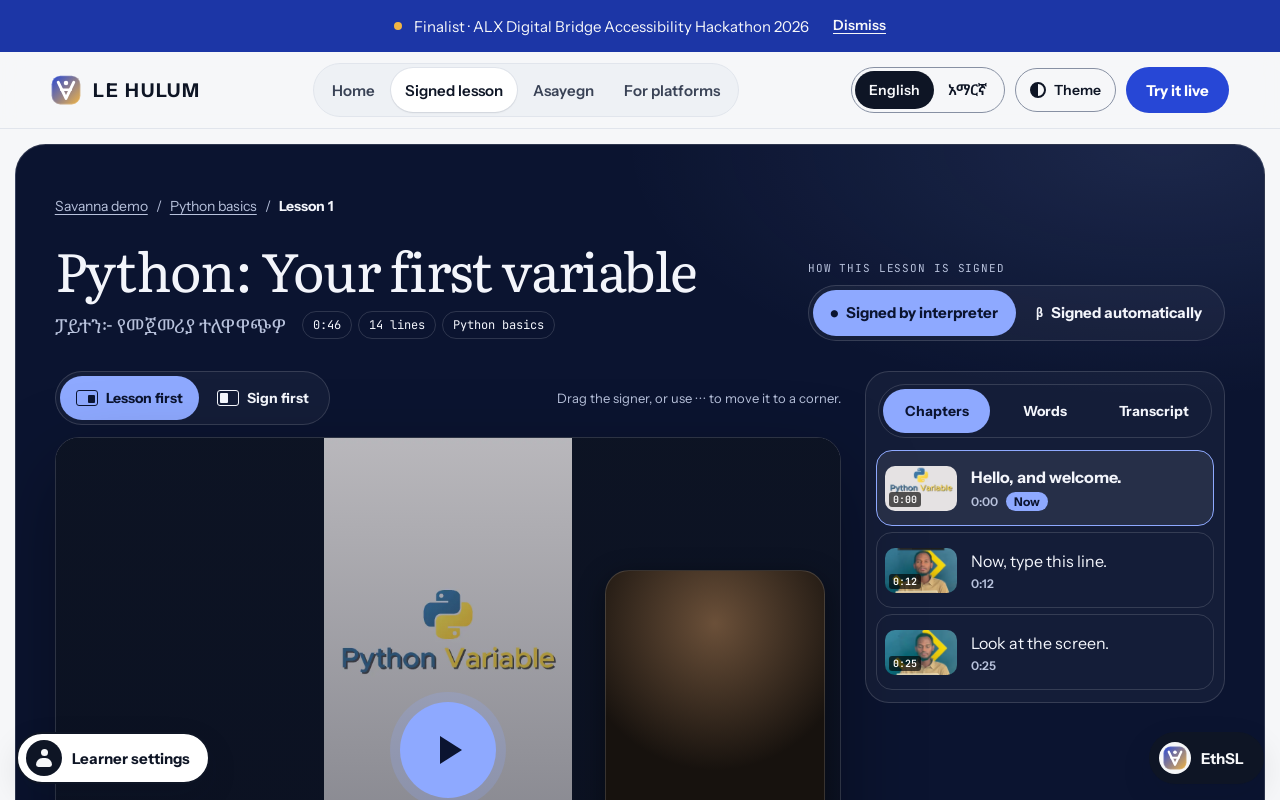 Finalist · ALX Digital Bridge Accessibility Hackathon 2026 Dismiss
LE HULUM
Home Signed lesson Asayegn For platforms
English አማርኛ Theme Try it live
Savanna demo / Python basics / Lesson 1
Python: Your first variable
ፓይተን፦ የመጀመሪያ ተለዋዋጭዎ 0:46 14 lines Python basics
HOW THIS LESSON IS SIGNED
Signed by interpreter β Signed automatically
Lesson first Sign first
Drag the signer, or use ··· to move it to a corner.
Python Variable
Chapters Words Transcript
Python Variable
0:00
Hello, and welcome.
0:00 Now
0:12
Now, type this line.
0:12
0:25
Look at the screen.
0:25
Learner settings
EthSL